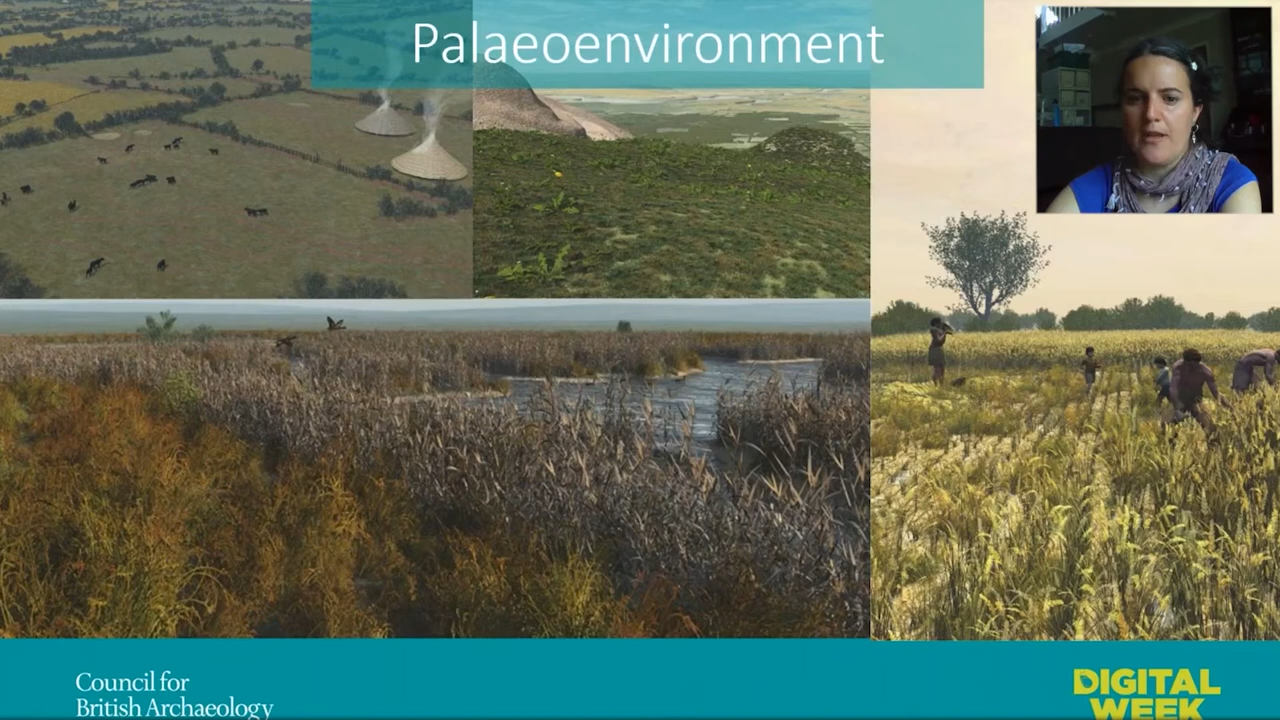 Palaeoenvironment
Council for
British Archaeology
DIGITAL
WEEK